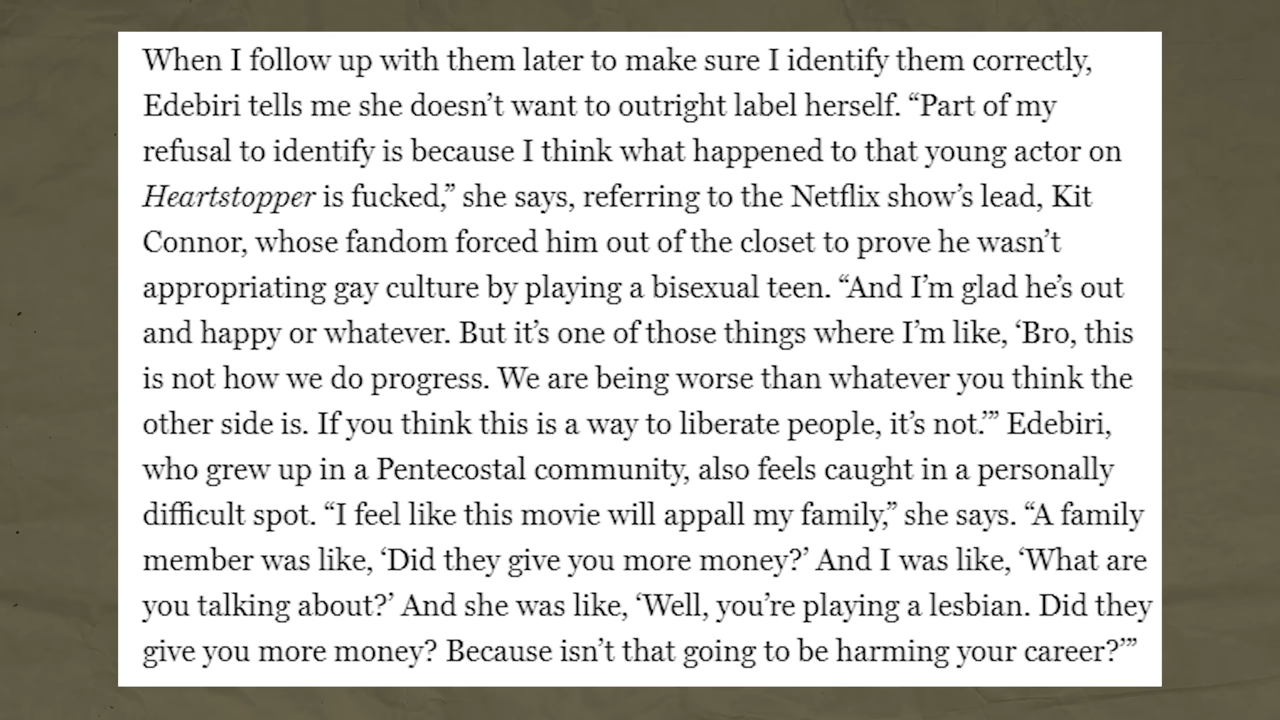 When I follow up with them later to make sure I identify them correctly,
Edebiri tells me she doesn’t want to outright label herself. “Part of my
refusal to identify is because I think what happened to that young actor on
Heartstopper is fucked,” she says, referring to the Netflix show’s lead, Kit
Connor, whose fandom forced him out of the closet to prove he wasn’t
appropriating gay culture by playing a bisexual teen. “And I’m glad he’s out
and happy or whatever. But it’s one of those things where I’m like, ‘Bro, this
is not how we do progress. We are being worse than whatever you think the
other side is. If you think this is a way to liberate people, it’s not.’” Edebiri,
who grew up in a Pentecostal community, also feels caught in a personally
difficult spot. “I feel like this movie will appall my family,” she says. “A family
member was like, ‘Did they give you more money?’ And I was like, ‘What are
you talking about?’ And she was like, ‘Well, you’re playing a lesbian. Did they
give you more money? Because isn’t that going to be harming your career?’”